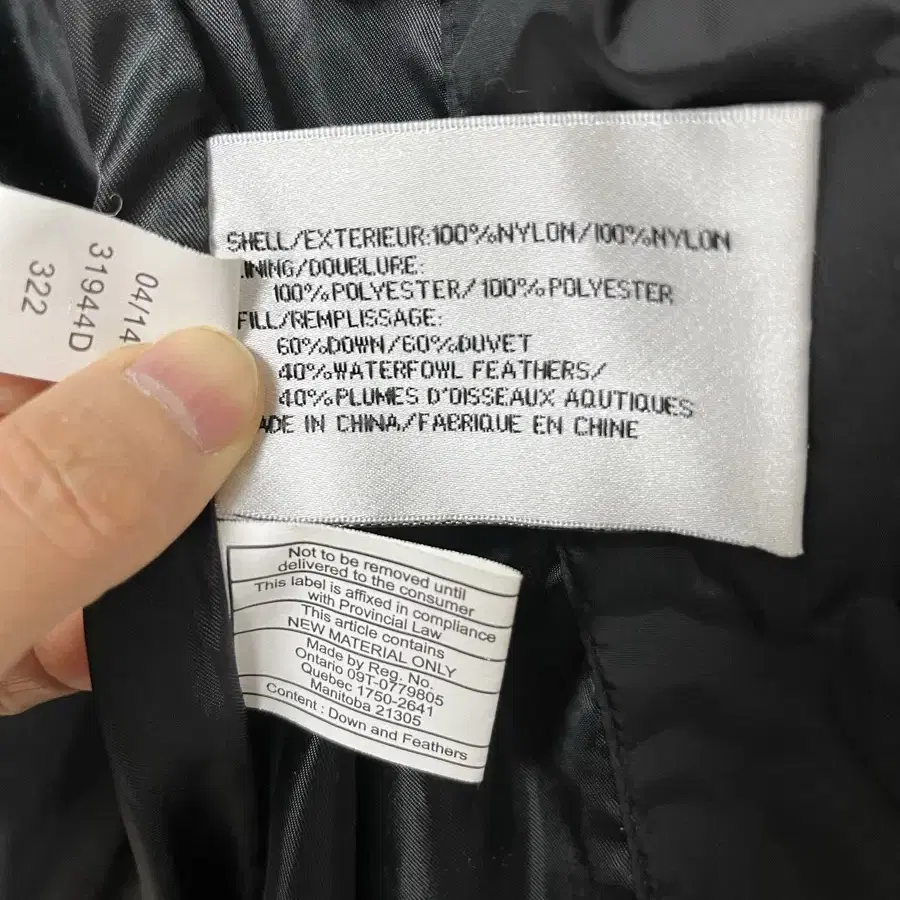 SHELL/EXTERIEUR:100%NYLON/100%NYLON
LINING/DOUBLURE:
100%POLYESTER/100%POLYESTER
FILL/REMPLISSAGE:
60%DOWN/60%DUVET
40%WATERFOWL FEATHERS/
40%PLUMES D'OISEAUX AQUTIQUES
MADE IN CHINA/FABRIQUE EN CHINE
04/14
31944D
322
Not to be removed until
delivered to the consumer
This label is affixed in compliance
with Provincial Law
This article contains
NEW MATERIAL ONLY
Made by Reg. No.
Ontario 09T-0779805
Quebec 1750-2641
Manitoba 21305
Content : Down and Feathers